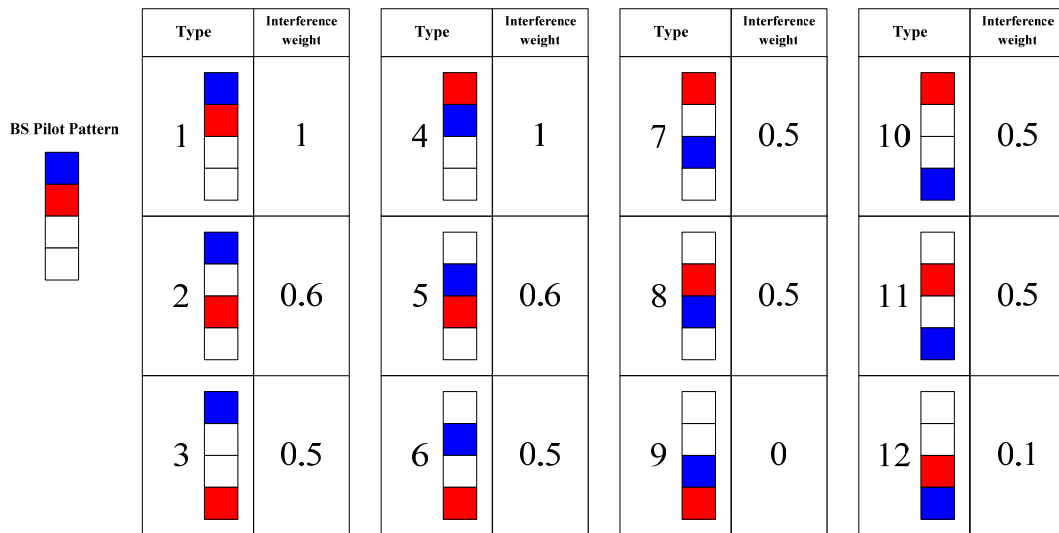 BS Pilot Pattern
Type Interference weight Type Interference weight Type Interference weight Type Interference weight
1 1 4 1 7 0.5 10 0.5
2 0.6 5 0.6 8 0.5 11 0.5
3 0.5 6 0.5 9 0 12 0.1